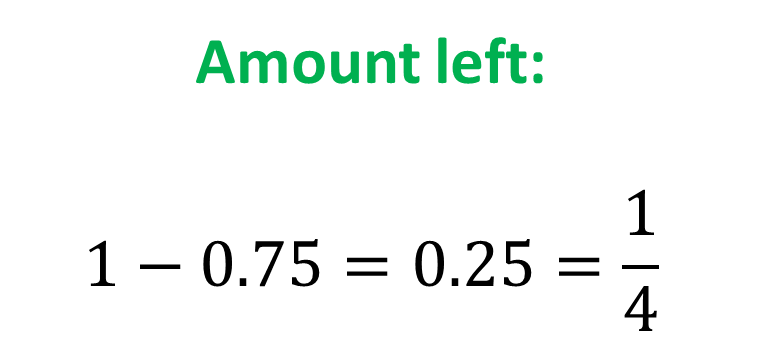 Amount left:
1 − 0.75 = 0.25 = 1/4